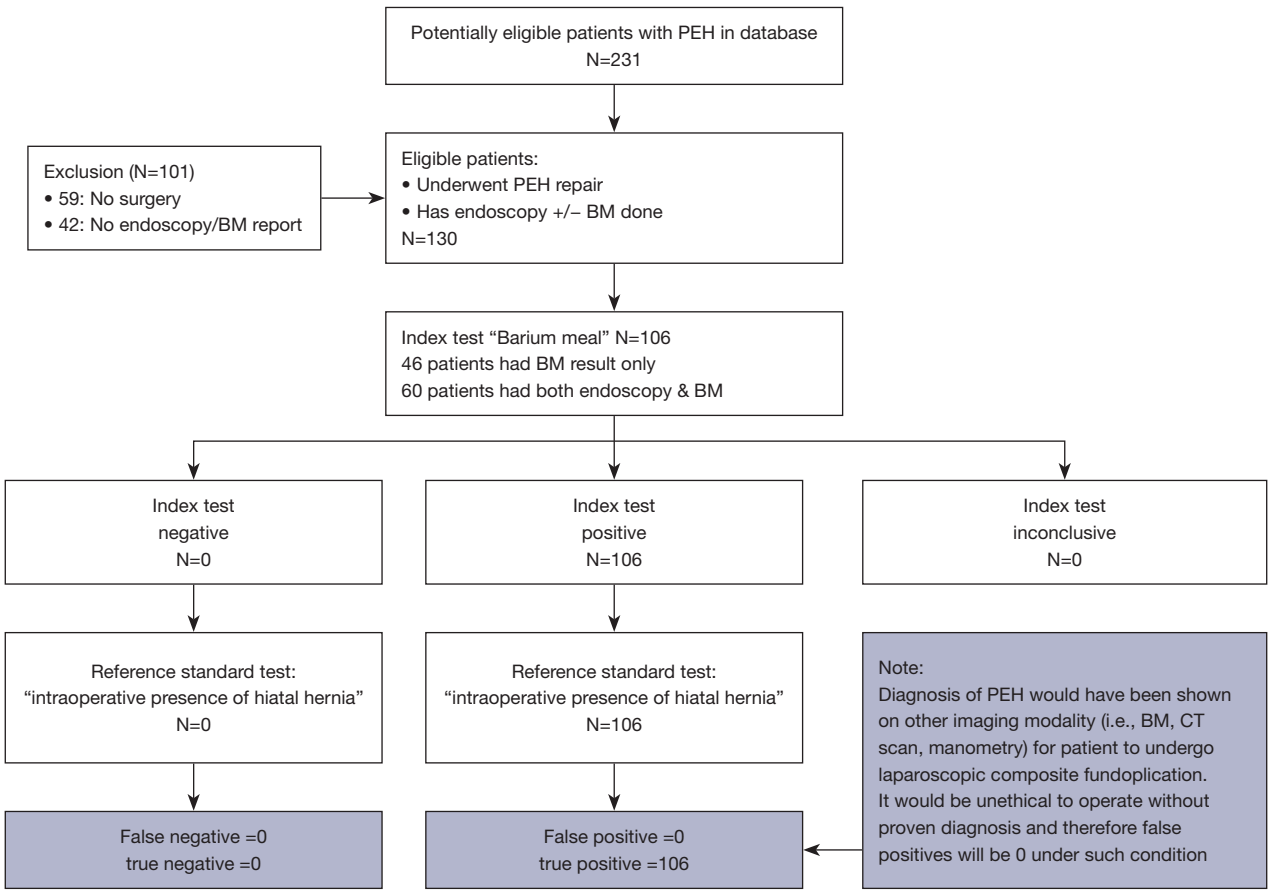 Potentially eligible patients with PEH in database
N=231
Exclusion (N=101)
• 59: No surgery
• 42: No endoscopy/BM report
Eligible patients:
• Underwent PEH repair
• Has endoscopy +/− BM done
N=130
Index test “Barium meal” N=106
46 patients had BM result only
60 patients had both endoscopy & BM
Index test
negative
N=0
Index test
positive
N=106
Index test
inconclusive
N=0
Reference standard test:
“intraoperative presence of hiatal hernia”
N=0
Reference standard test:
“intraoperative presence of hiatal hernia”
N=106
Note:
Diagnosis of PEH would have been shown
on other imaging modality (i.e., BM, CT
scan, manometry) for patient to undergo
laparoscopic composite fundoplication.
It would be unethical to operate without
proven diagnosis and therefore false
positives will be 0 under such condition
False negative =0
true negative =0
False positive =0
true positive =106